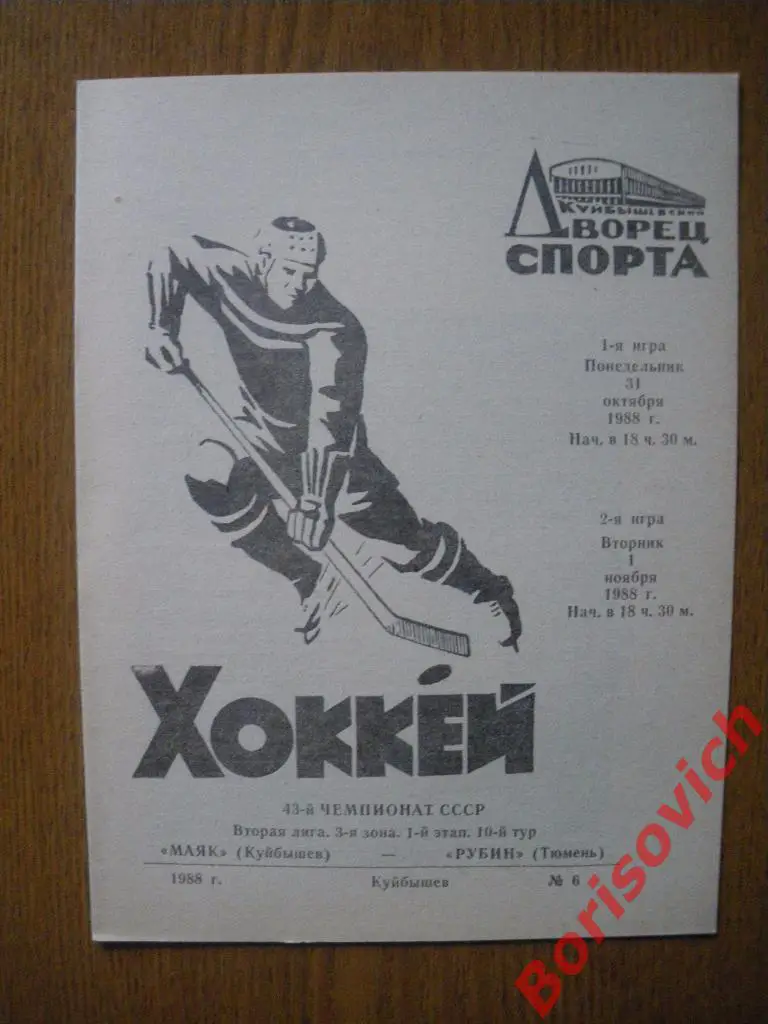 КУЙБЫШЕВСКИЙ
ДВОРЕЦ
СПОРТА
1-я игра
Понедельник
31
октября
1988 г.
Нач. в 18 ч. 30 м.
2-я игра
Вторник
1
ноября
1988 г.
Нач. в 18 ч. 30 м.
ХОККЕЙ
43-й ЧЕМПИОНАТ СССР
Вторая лига. 3-я зона. 1-й этап. 10-й тур
«МАЯК» (Куйбышев) — «РУБИН» (Тюмень)
1988 г. Куйбышев № 6
Borisovich